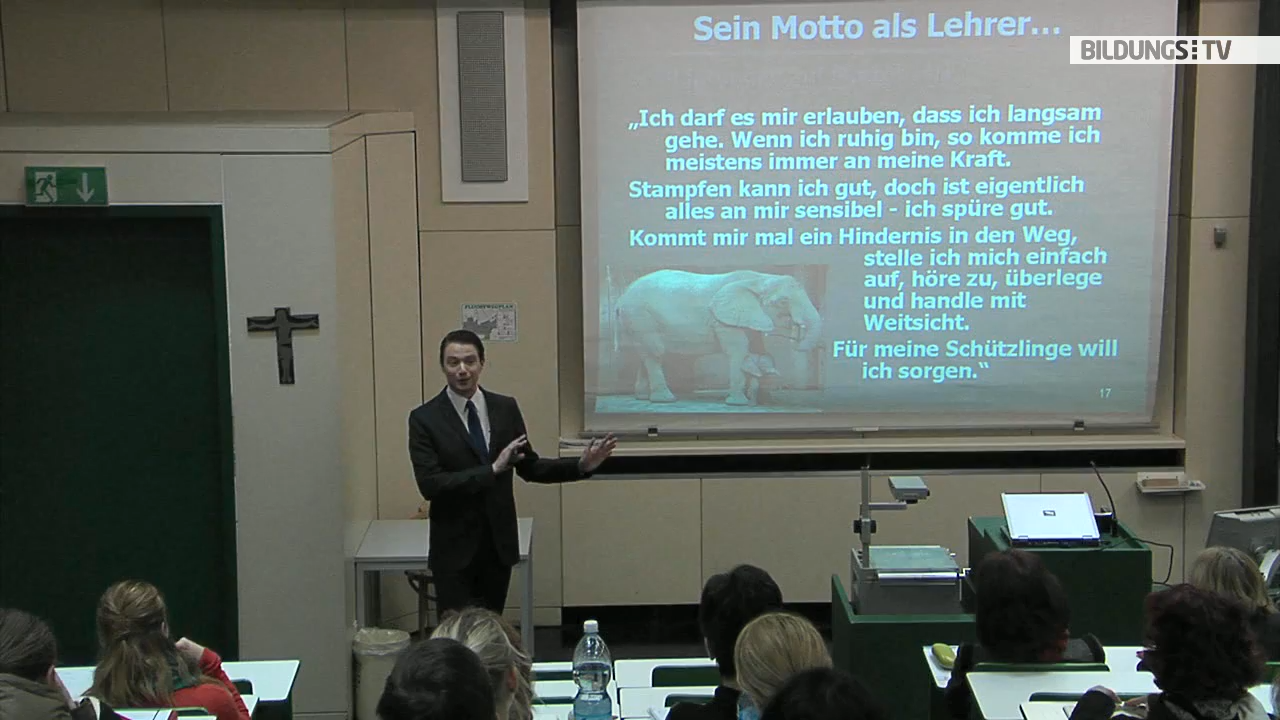 Sein Motto als Lehrer...
BILDUNGS TV
„Ich darf es mir erlauben, dass ich langsam
gehe. Wenn ich ruhig bin, so komme ich
meistens immer an meine Kraft.
Stampfen kann ich gut, doch ist eigentlich
alles an mir sensibel - ich spüre gut.
Kommt mir mal ein Hindernis in den Weg,
stelle ich mich einfach
auf, höre zu, überlege
und handle mit
Weitsicht.
Für meine Schützlinge will
ich sorgen.“
17
FLUCHTWEGPLAN